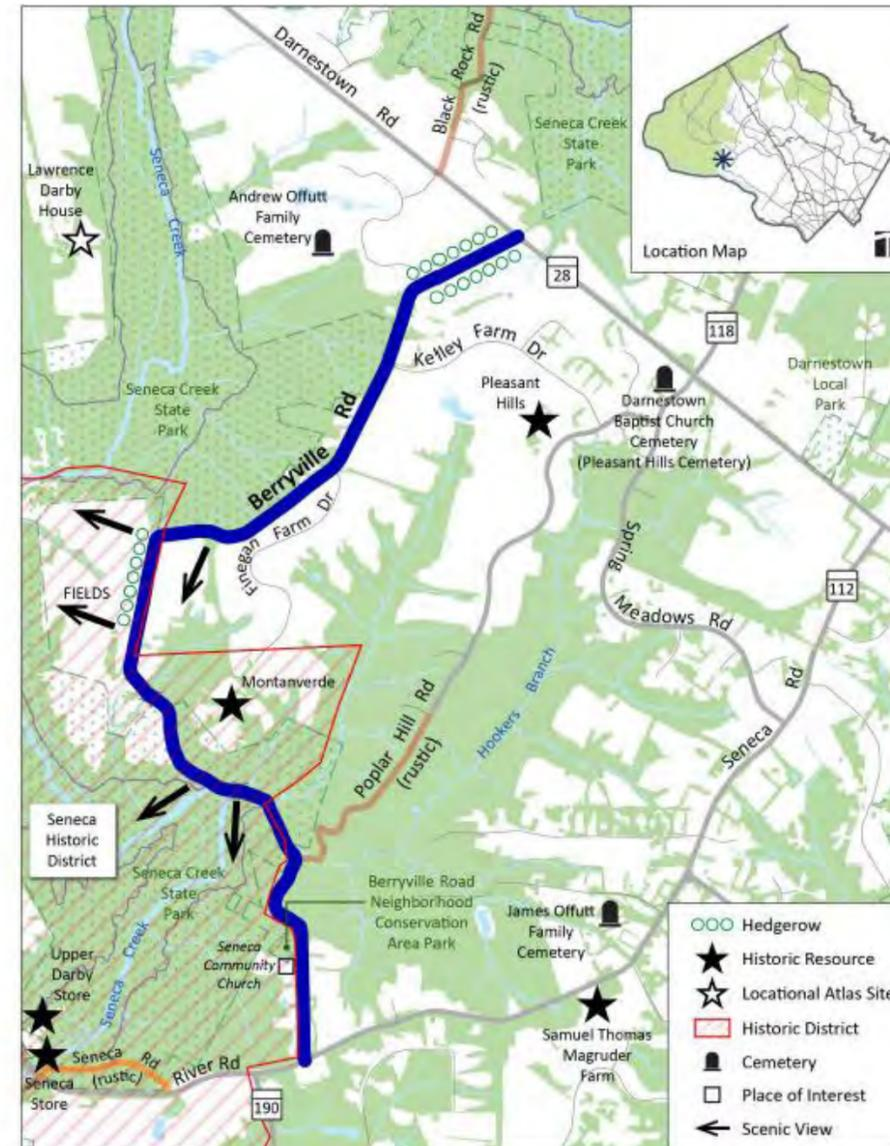 Darnestown
Rd
Black Rock Rd
(rustic)
Seneca Creek
State
Park
Location Map
Lawrence
Darby
House
Seneca
Creek
Andrew Offutt
Family
Cemetery
28
118
Kelley Farm Dr
Pleasant
Hills
Darnestown
Baptist Church
Cemetery
(Pleasant Hills Cemetery)
Darnestown
Local
Park
Seneca Creek
State
Park
Berryville Rd
Finegan Farm Dr
FIELDS
Spring
Meadows Rd
112
Montanverde
Hookers Branch
Poplar Hill Rd
(rustic)
Seneca Rd
Seneca
Historic
District
Seneca Creek
State
Park
Berryville Road
Neighborhood
Conservation
Area Park
James Offutt
Family
Cemetery
Seneca
Community
Church
Upper
Darby
Store
Seneca Creek
Samuel Thomas
Magruder
Farm
Seneca Rd
(rustic)
Seneca
Store
River Rd
190
Hedgerow
Historic Resource
Locational Atlas Site
Historic District
Cemetery
Place of Interest
Scenic View